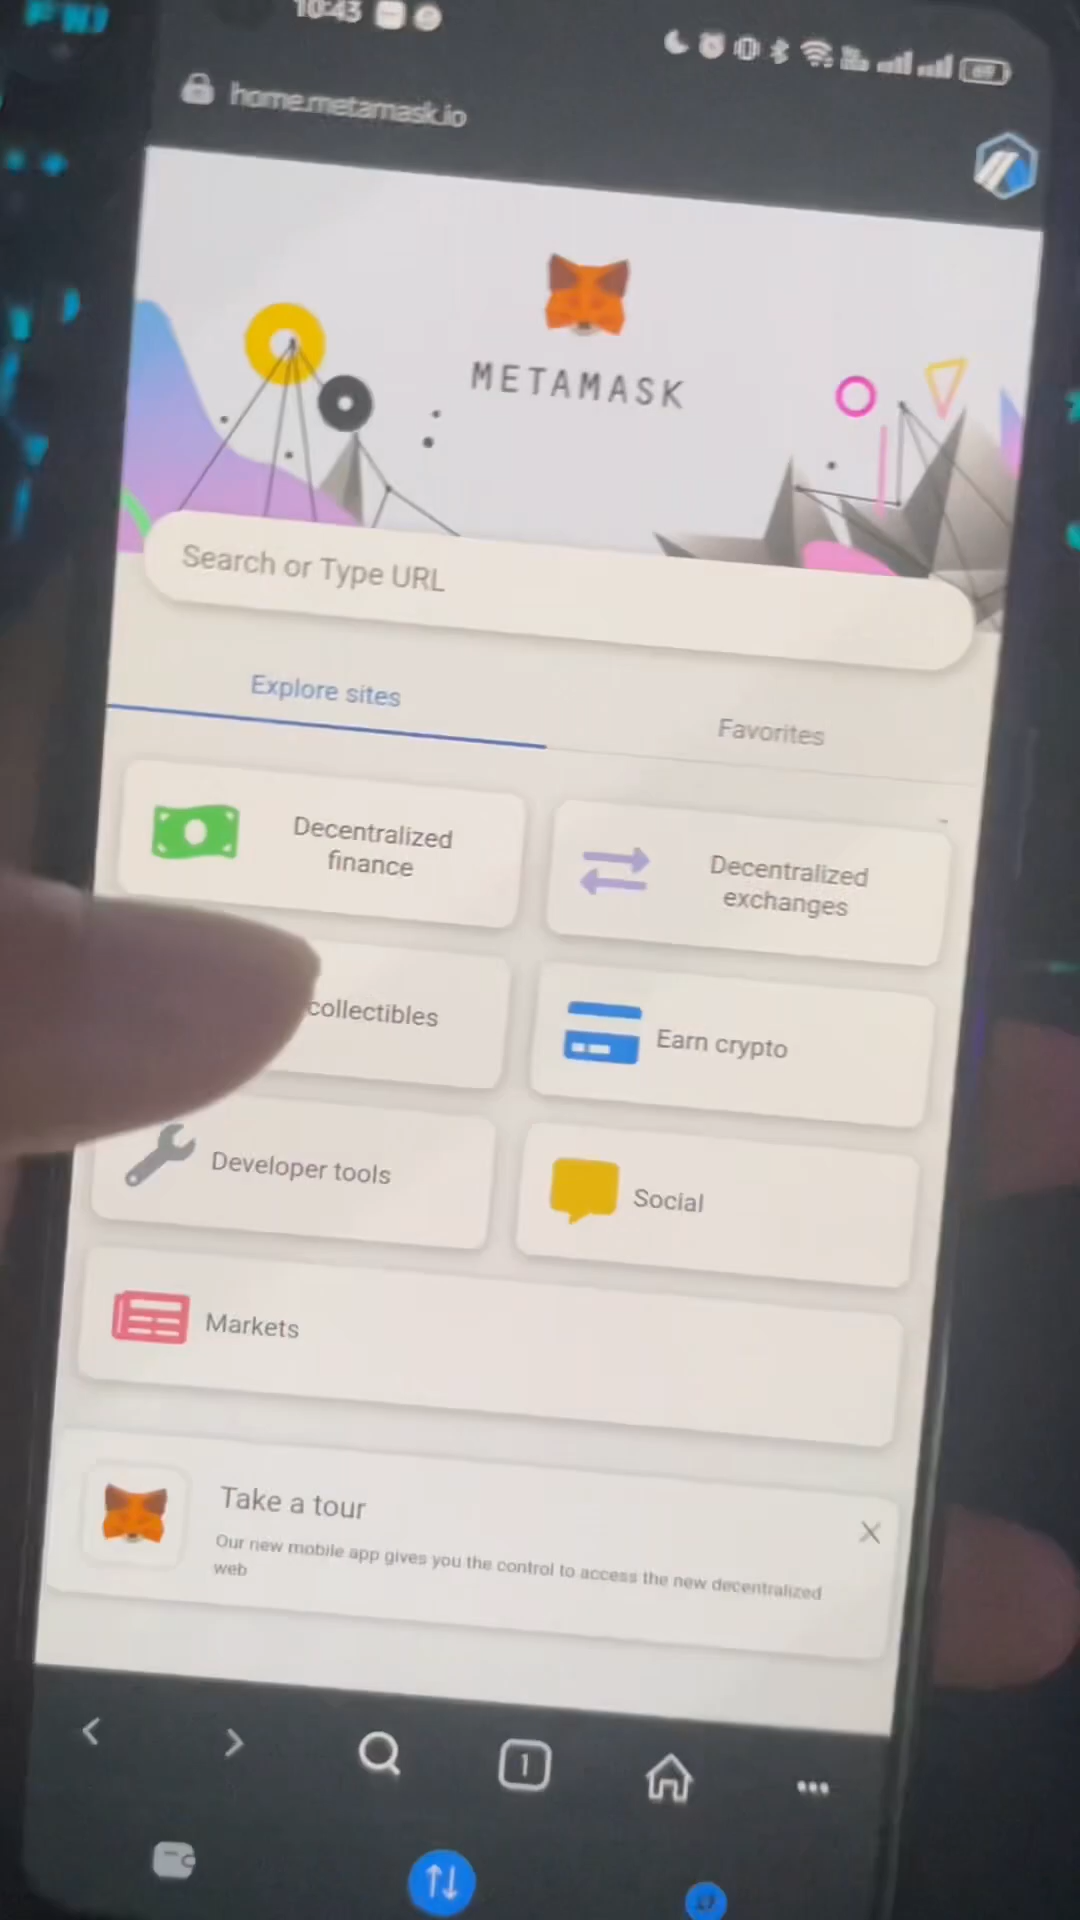 10:43
home.metamask.io
METAMASK
Search or Type URL
Explore sites
Favorites
Decentralized
finance
Decentralized
exchanges
collectibles
Earn crypto
Developer tools
Social
Markets
Take a tour
Our new mobile app gives you the control to access the new decentralized
web
1